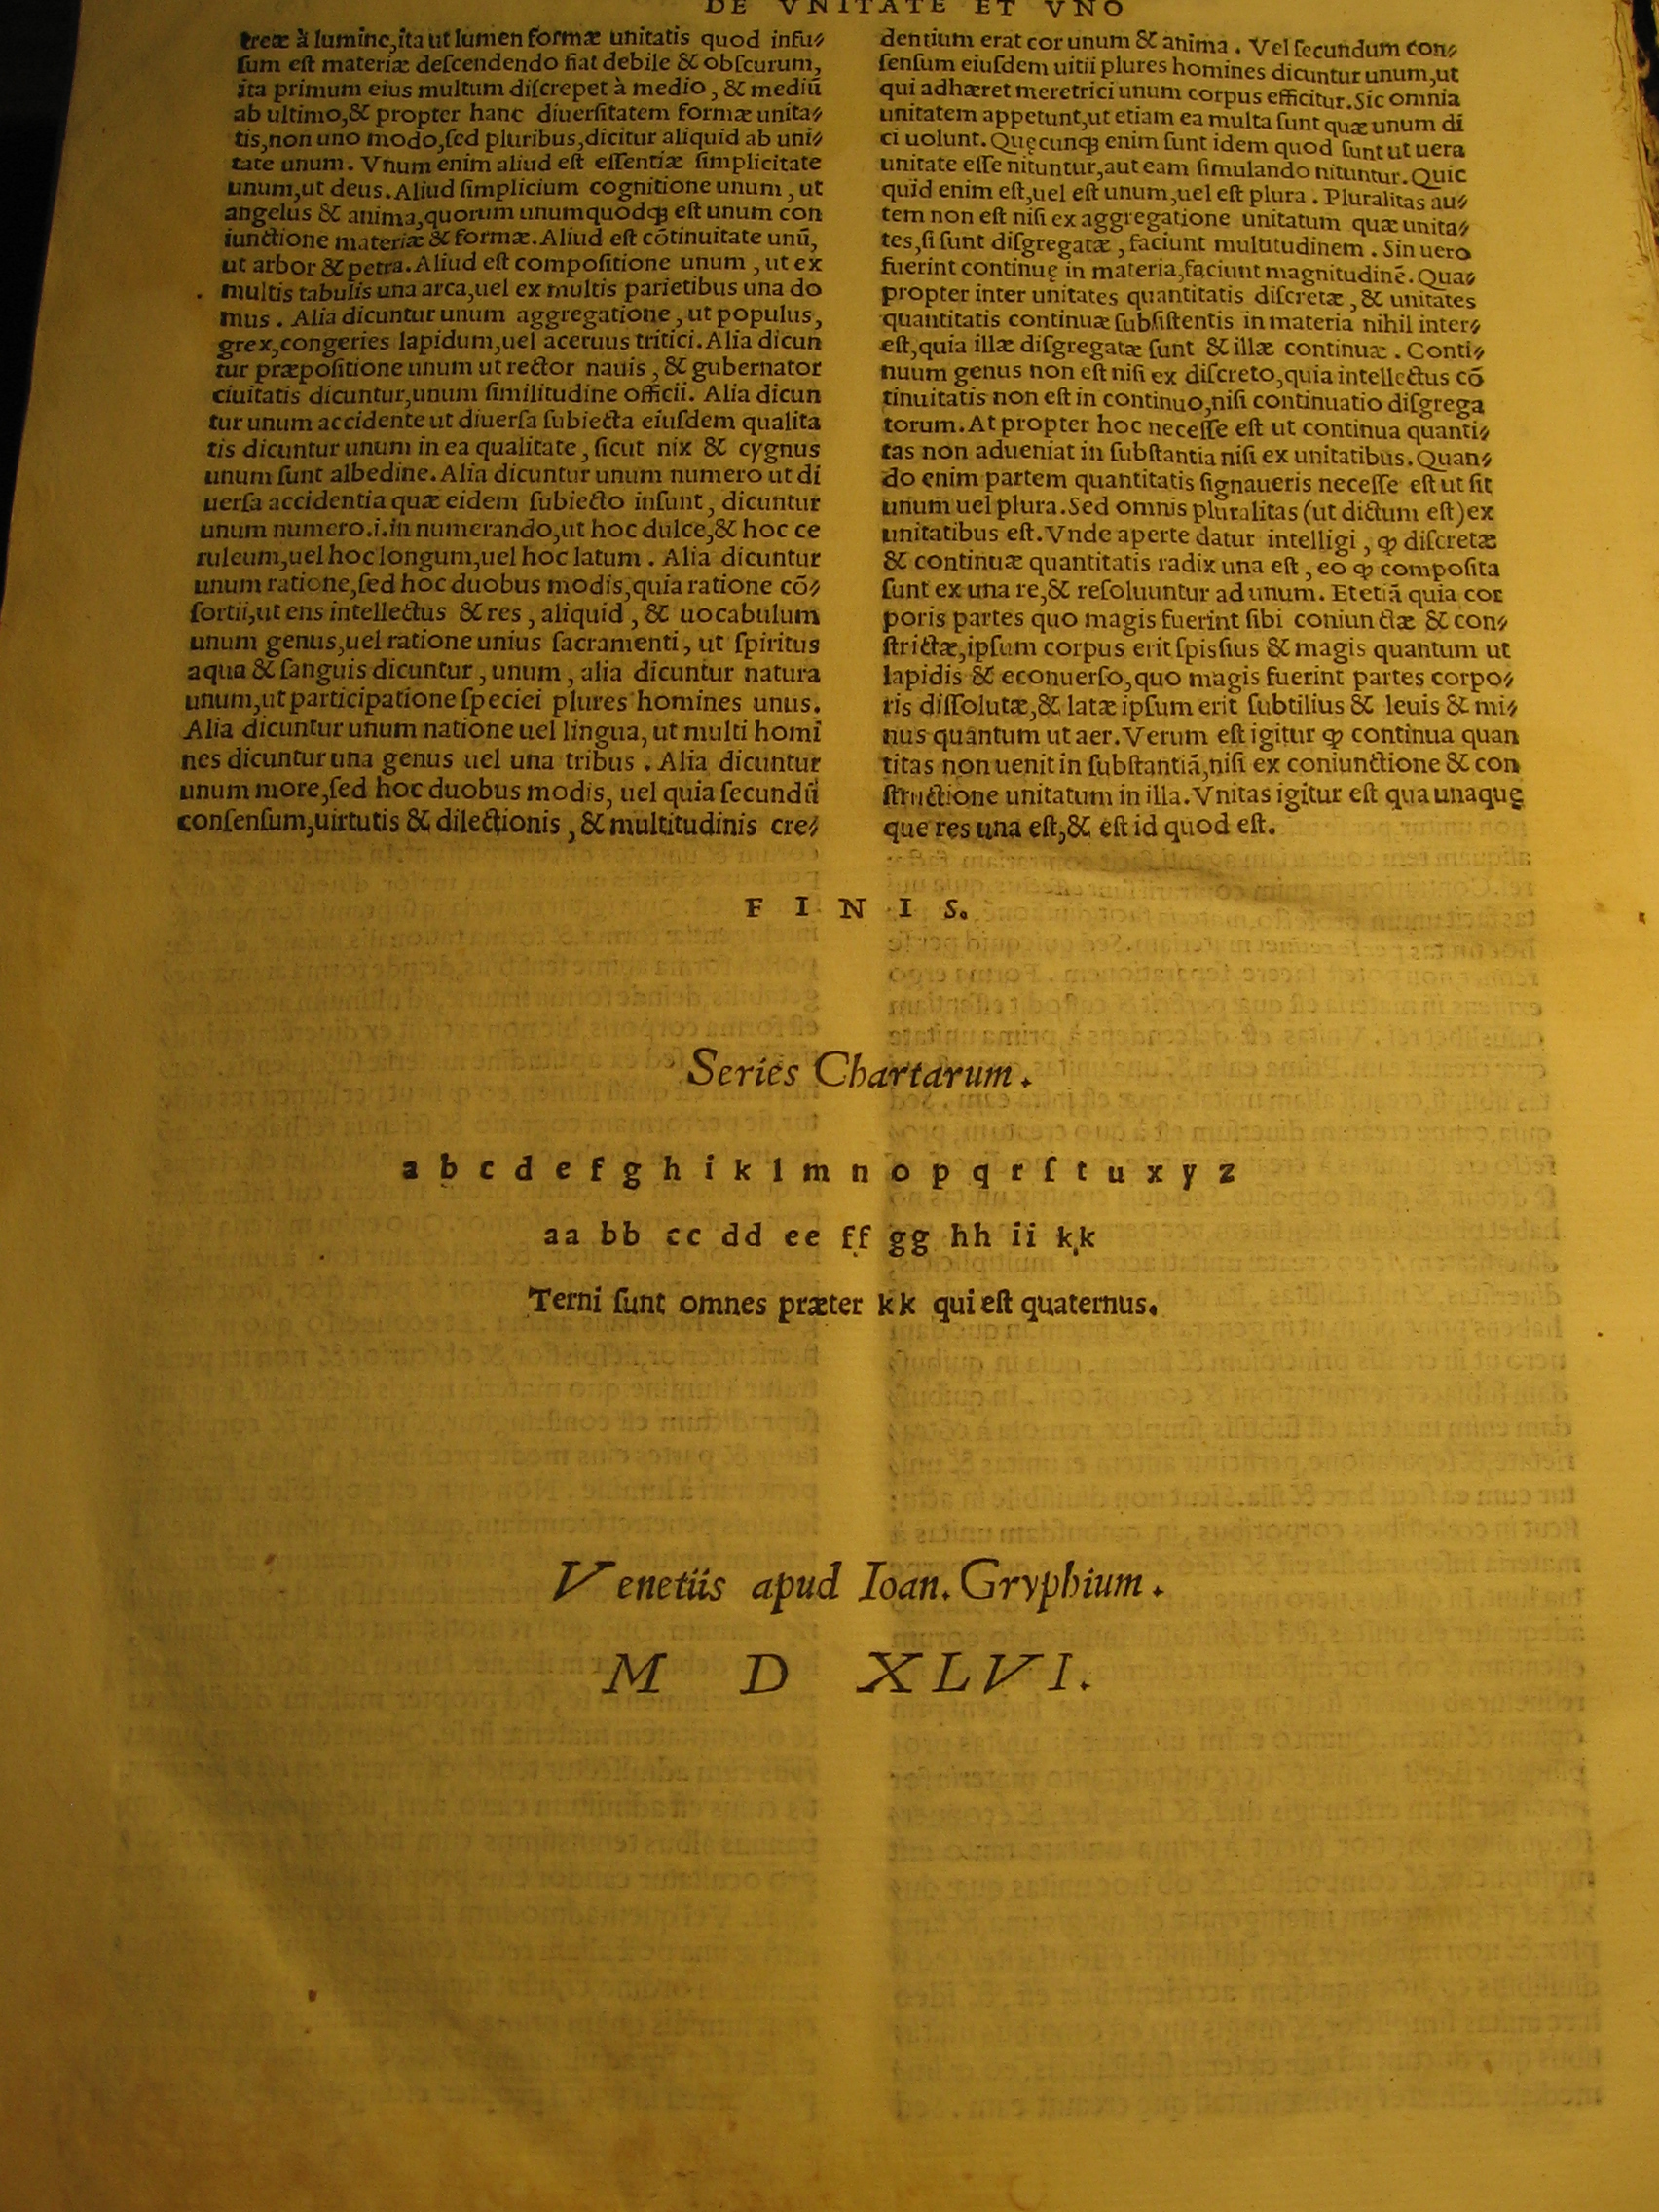 DE VNITATE ET VNO
treæ à lumine,ita ut lumen formæ unitatis quod infu⸗
ſum eſt materiæ deſcendendo fiat debile & obſcurum,
ita primum eius multum diſcrepet à medio, & mediũ
ab ultimo,& propter hanc diuerſitatem formæ unita⸗
tis,non uno modo,ſed pluribus,dicitur aliquid ab uni⸗
tate unum. Vnum enim aliud eſt eſſentiæ ſimplicitate
unum,ut deus. Aliud ſimplicium cognitione unum, ut
angelus & anima,quorum unumquodꝗ eſt unum con
iunctione materiæ & formæ. Aliud eſt cõtinuitate unũ,
ut arbor & petra. Aliud eſt compoſitione unum, ut ex
multis tabulis una arca,uel ex multis parietibus una do
mus. Alia dicuntur unum aggregatione, ut populus,
grex,congeries lapidum,uel aceruus tritici. Alia dicun
tur præpoſitione unum ut rector nauis, & gubernator
ciuitatis dicuntur,unum ſimilitudine officii. Alia dicun
tur unum accidente ut diuerſa ſubiecta eiuſdem qualita
tis dicuntur unum in ea qualitate, ſicut nix & cygnus
unum ſunt albedine. Alia dicuntur unum numero ut di
uerſa accidentia quæ eidem ſubiecto inſunt, dicuntur
unum numero.i.in numerando,ut hoc dulce,& hoc ce
ruleum,uel hoc longum,uel hoc latum. Alia dicuntur
unum ratione,ſed hoc duobus modis,quia ratione cõ⸗
ſortii,ut ens intellectus & res, aliquid, & uocabulum
unum genus,uel ratione unius ſacramenti, ut ſpiritus
aqua & ſanguis dicuntur, unum, alia dicuntur natura
unum,ut participatione ſpeciei plures homines unus.
Alia dicuntur unum natione uel lingua, ut multi homi
nes dicuntur una genus uel una tribus. Alia dicuntur
unum more,ſed hoc duobus modis, uel quia ſecundũ
conſenſum,uirtutis & dilectionis, & multitudinis cre⸗
dentium erat cor unum & anima. Vel ſecundum con⸗
ſenſum eiuſdem uitii plures homines dicuntur unum,ut
qui adhæret meretrici unum corpus efficitur. Sic omnia
unitatem appetunt,ut etiam ea multa ſunt quæ unum di
ci uolunt. Quęcunꝗ enim ſunt idem quod ſunt ut uera
unitate eſſe nituntur,aut eam ſimulando nituntur. Quic
quid enim eſt,uel eſt unum,uel eſt plura. Pluralitas au⸗
tem non eſt niſi ex aggregatione unitatum quæ unita⸗
tes,ſi ſunt diſgregatæ, faciunt multitudinem. Sin uero
fuerint continuę in materia,faciunt magnitudinẽ. Qua⸗
propter inter unitates quantitatis diſcretæ, & unitates
quantitatis continuæ ſubſiſtentis in materia nihil inter⸗
eſt,quia illæ diſgregatæ ſunt & illæ continuæ. Conti⸗
nuum genus non eſt niſi ex diſcreto,quia intellectus cõ
tinuitatis non eſt in continuo,niſi continuatio diſgrega
torum. At propter hoc neceſſe eſt ut continua quanti⸗
tas non adueniat in ſubſtantia niſi ex unitatibus. Quan⸗
do enim partem quantitatis ſignaueris neceſſe eſt ut ſit
unum uel plura. Sed omnis pluralitas (ut dictum eſt) ex
unitatibus eſt. Vnde aperte datur intelligi, ꝙ diſcretæ
& continuæ quantitatis radix una eſt, eo ꝙ compoſita
ſunt ex una re,& reſoluuntur ad unum. Et etiã quia cor
poris partes quo magis fuerint ſibi coniunctæ & con⸗
ſtrictæ,ipſum corpus erit ſpiſſius & magis quantum ut
lapidis & econuerſo,quo magis fuerint partes corpo⸗
ris diſſolutæ,& latæ ipſum erit ſubtilius & leuis & mi⸗
nus quantum ut aer. Verum eſt igitur ꝙ continua quan
titas non uenit in ſubſtantiã,niſi ex coniunctione & con
ſtructione unitatum in illa. Vnitas igitur eſt qua unaquę
que res una eſt,& eſt id quod eſt.
F I N I S.
Series Chartarum.
a b c d e f g h i k l m n o p q r ſ t u x y z
aa bb cc dd ee ff gg hh ii kk
Terni ſunt omnes præter kk qui eſt quaternus.
Venetiis apud Ioan. Gryphium.
M D XLVI.